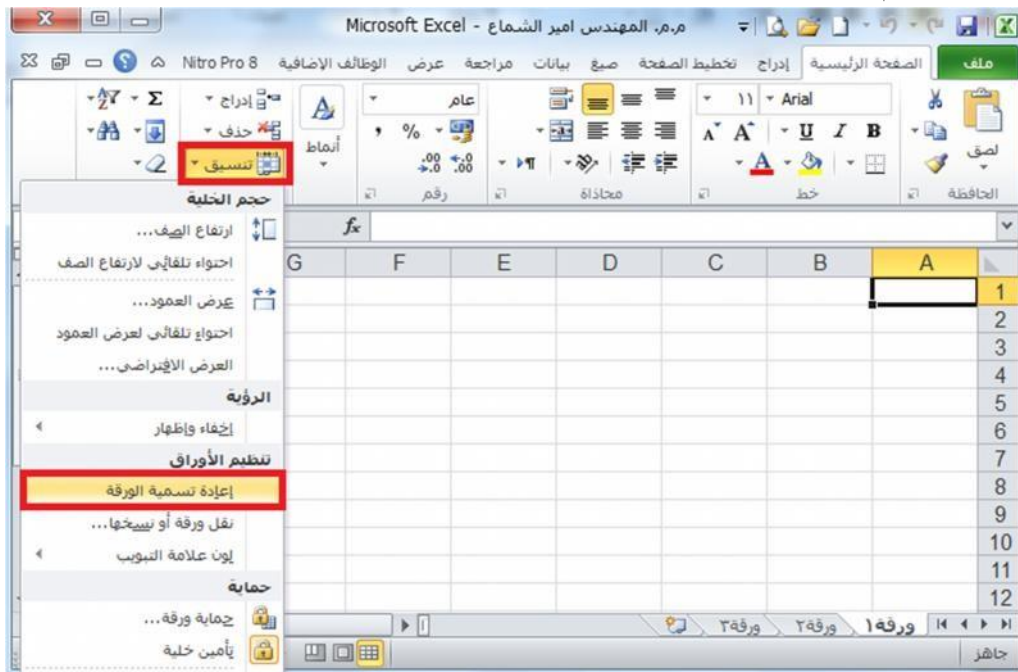 م.م. المهندس امير الشماع - Microsoft Excel
ملف الصفحة الرئيسية إدراج تخطيط الصفحة صيغ بيانات مراجعة عرض الوظائف الإضافية Nitro Pro 8
لصق
Arial ١١
B I U
عام
%
أنماط
إدراج
حذف
تنسيق
الحافظة خط محاذاة رقم
fx
حجم الخلية
ارتفاع الصف...
احتواء تلقائي لارتفاع الصف
عرض العمود...
احتواء تلقائي لعرض العمود
العرض الافتراضي...
الرؤية
إخفاء وإظهار
تنظيم الأوراق
إعادة تسمية الورقة
نقل ورقة أو نسخها...
لون علامة التبويب
حماية
حماية ورقة...
تأمين خلية
A B C D E F G
1
2
3
4
5
6
7
8
9
10
11
12
ورقة١ ورقة٢ ورقة٣
جاهز